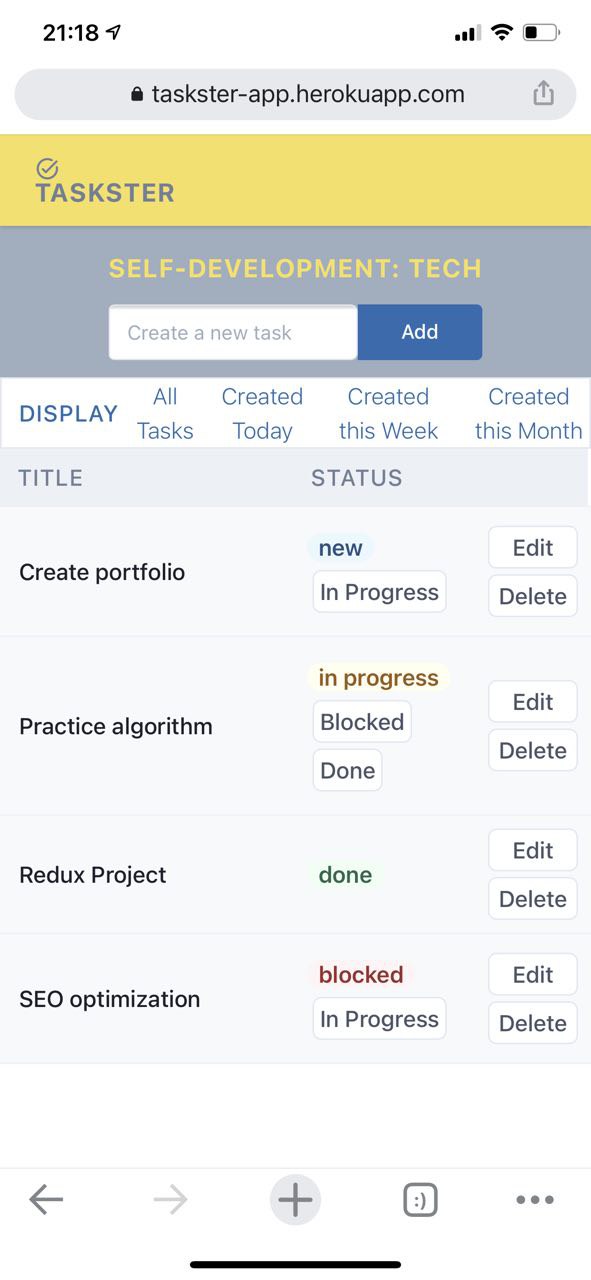 21:18
taskster-app.herokuapp.com
TASKSTER
SELF-DEVELOPMENT: TECH
Create a new task Add
DISPLAY
All
Tasks
Created
Today
Created
this Week
Created
this Month
TITLE STATUS
Create portfolio
new
In Progress
Edit
Delete
Practice algorithm
in progress
Blocked
Done
Edit
Delete
Redux Project
done
Edit
Delete
SEO optimization
blocked
In Progress
Edit
Delete
:)